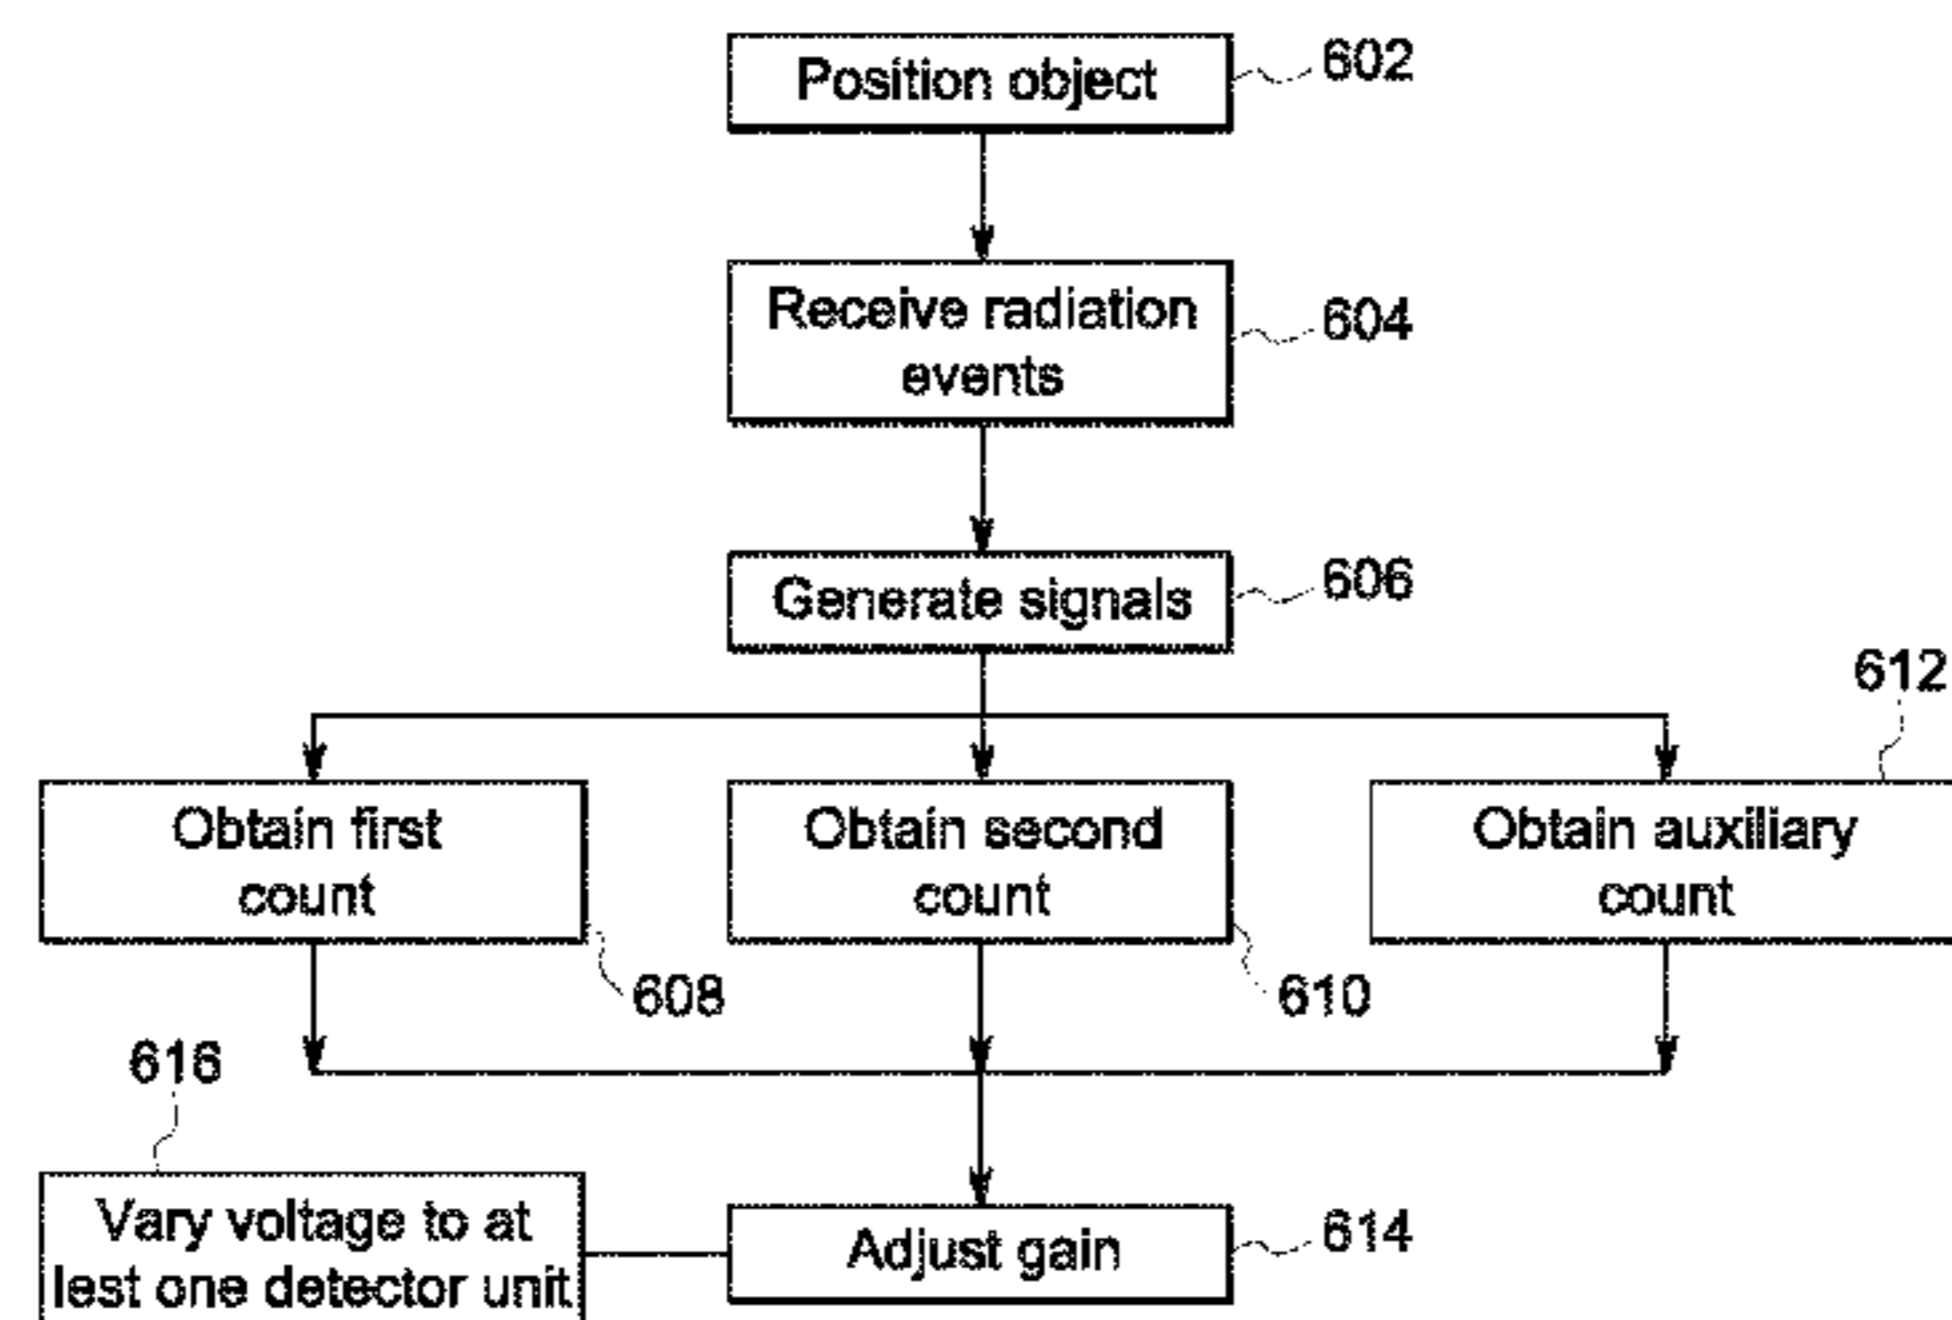 Position object
602
Receive radiation
events
604
Generate signals
606
612
Obtain first
count
608
Obtain second
count
610
Obtain auxiliary
count
616
Vary voltage to at
lest one detector unit
Adjust gain
614